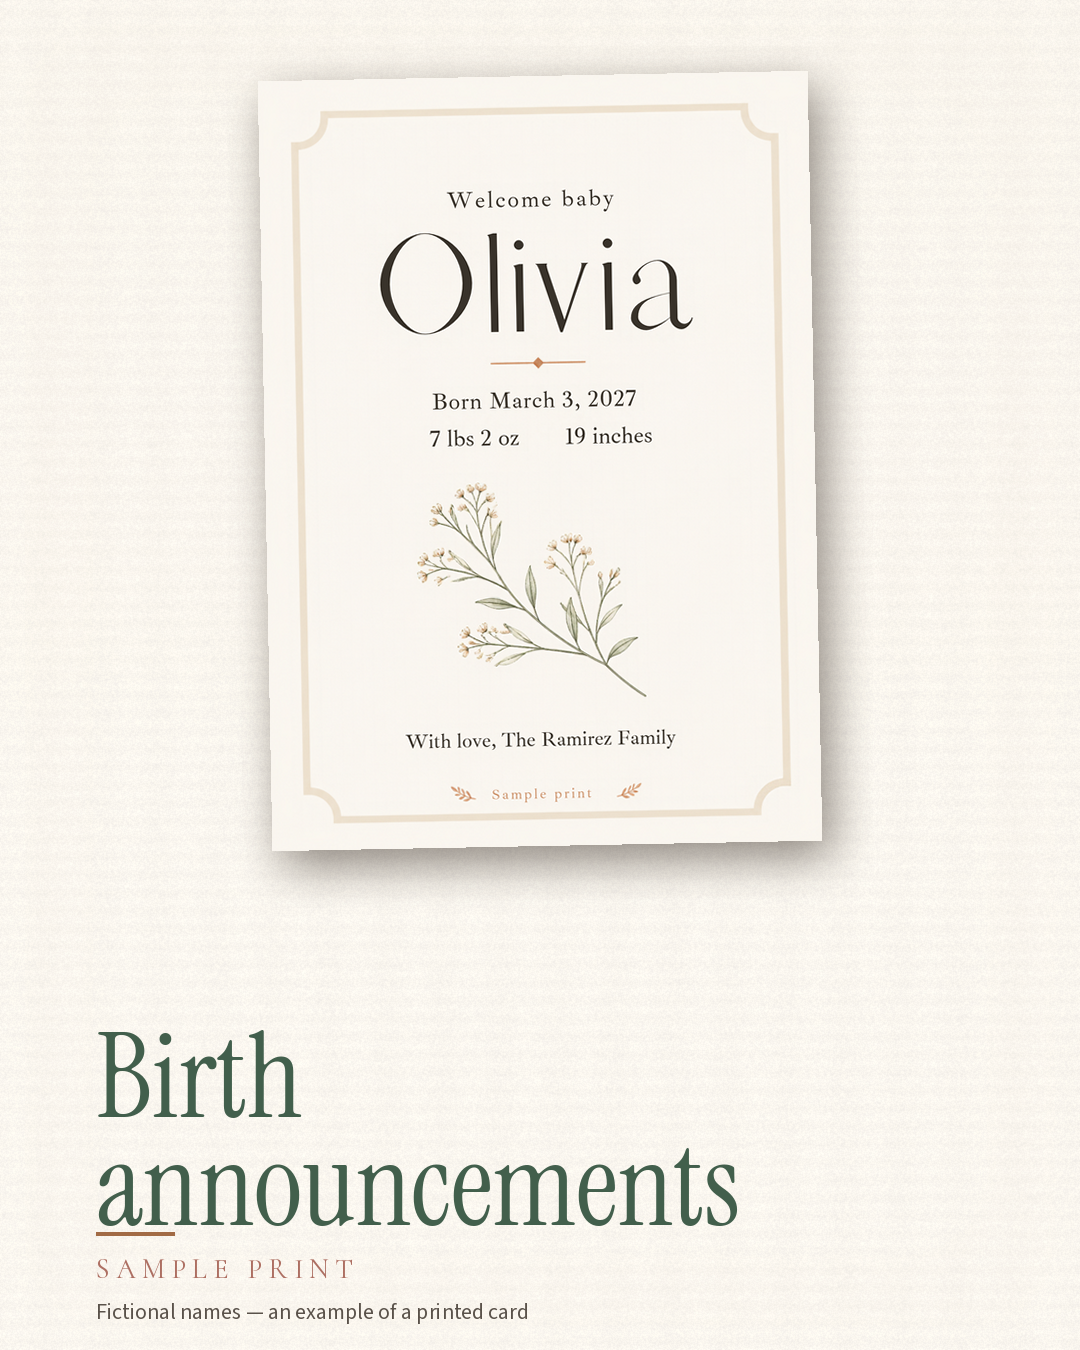 Welcome baby
Olivia
Born March 3, 2027
7 lbs 2 oz 19 inches
With love, The Ramirez Family
Sample print
Birth
announcements
SAMPLE PRINT
Fictional names — an example of a printed card